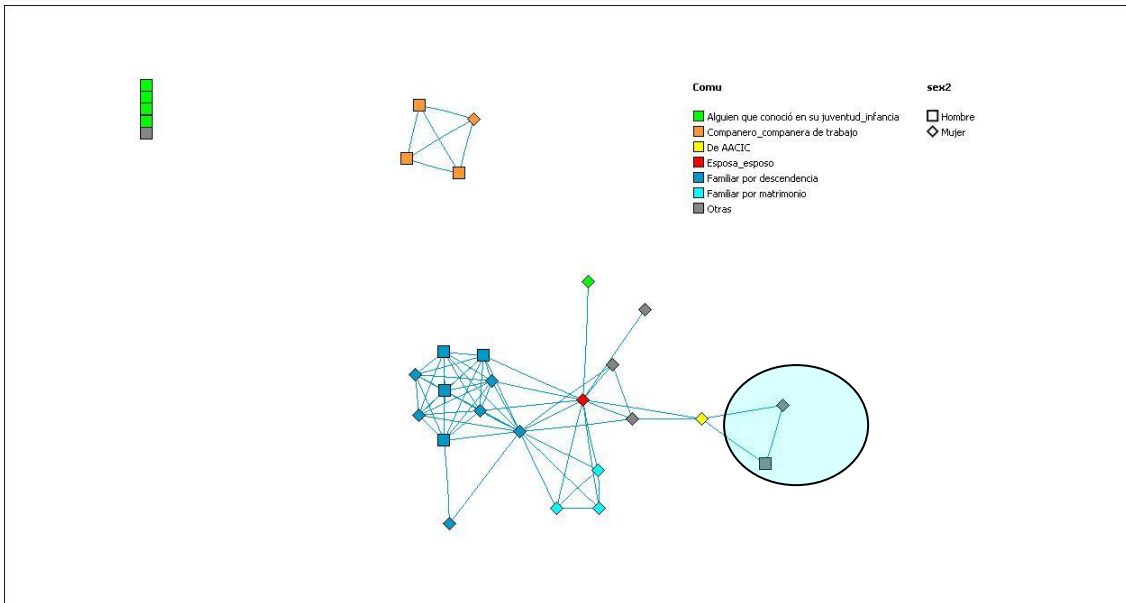 Comu
Alguien que conoció en su juventud_infancia
Companero_companera de trabajo
De AACIC
Esposa_esposo
Familiar por descendencia
Familiar por matrimonio
Otras
sex2
Hombre
Mujer